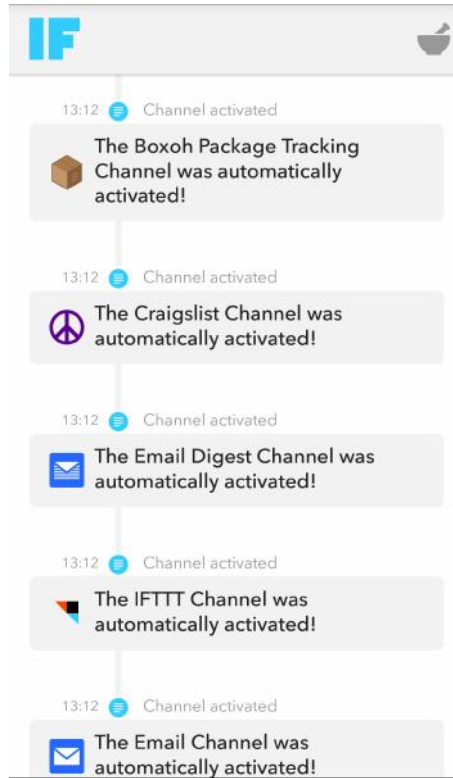 IF
13:12 Channel activated
The Boxoh Package Tracking
Channel was automatically
activated!
13:12 Channel activated
The Craigslist Channel was
automatically activated!
13:12 Channel activated
The Email Digest Channel was
automatically activated!
13:12 Channel activated
The IFTTT Channel was
automatically activated!
13:12 Channel activated
The Email Channel was
automatically activated!